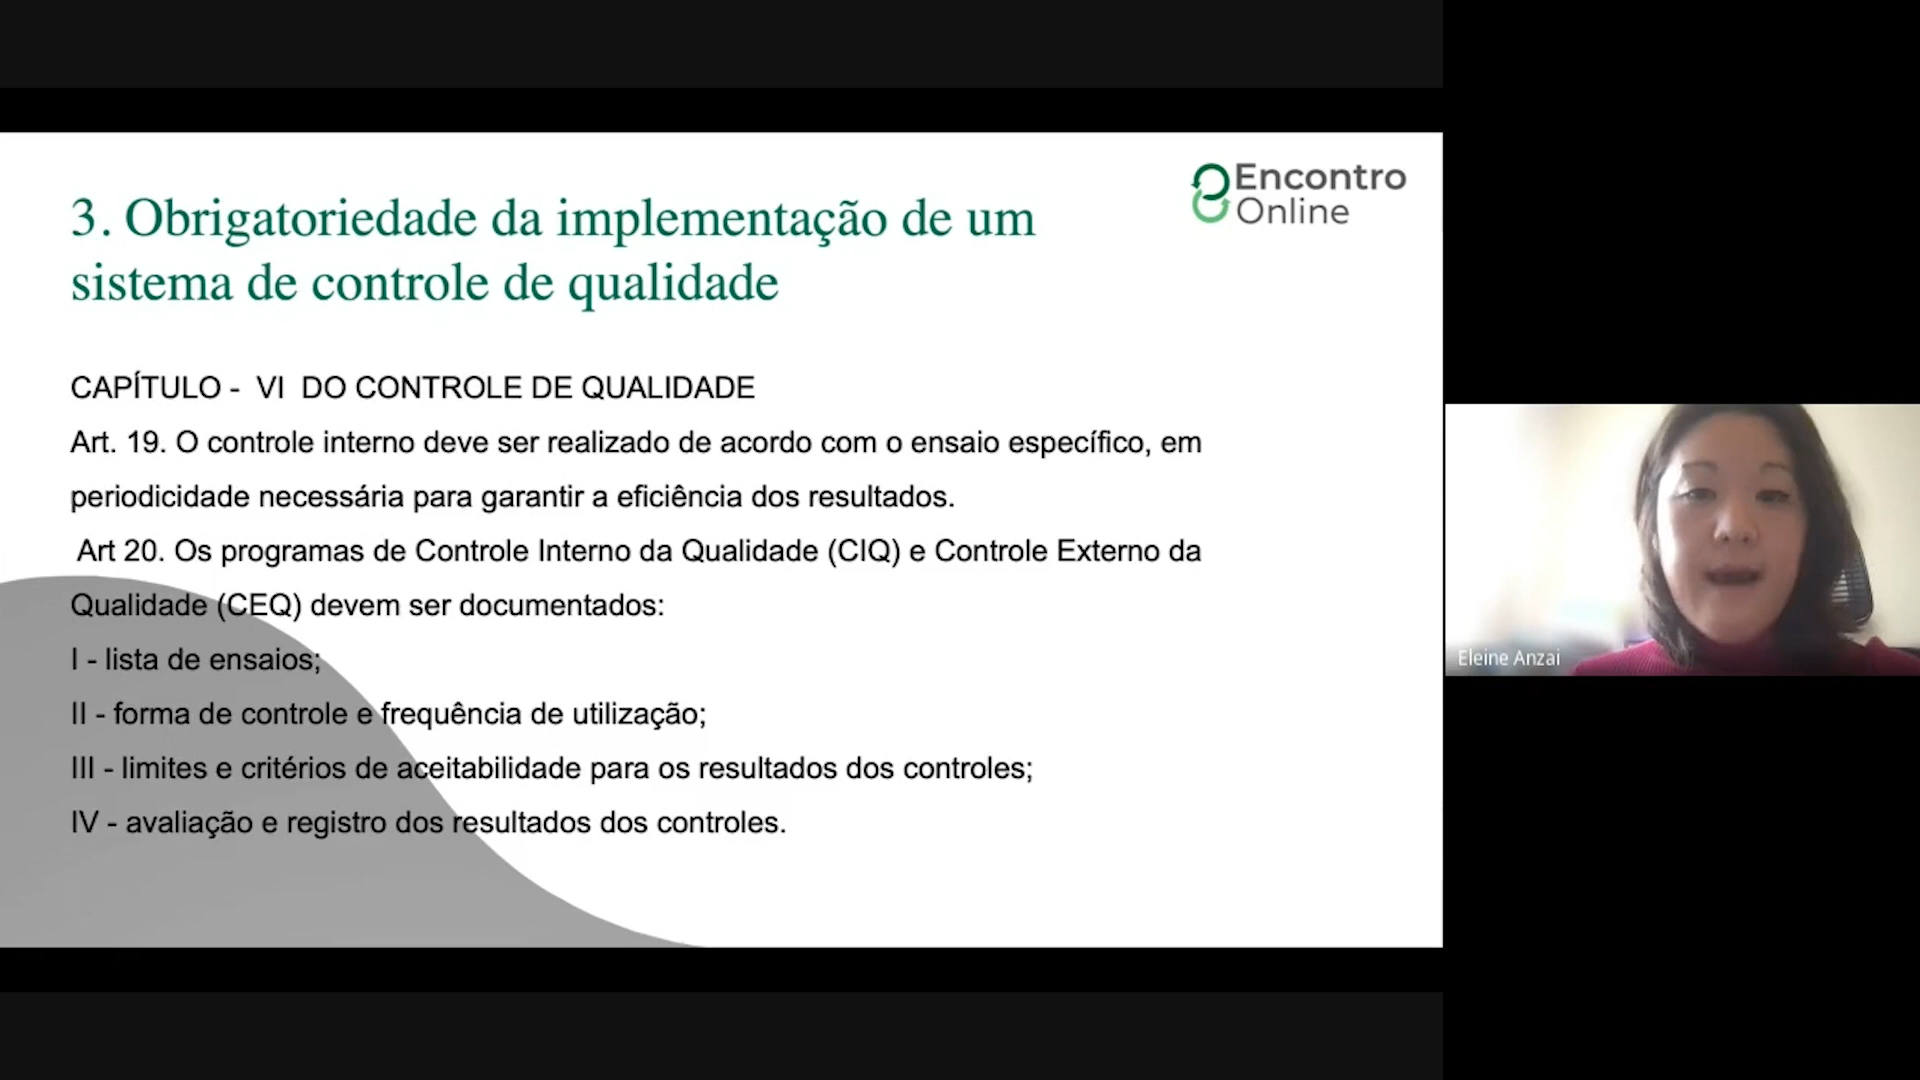 Encontro
Online
3. Obrigatoriedade da implementação de um
sistema de controle de qualidade
CAPÍTULO - VI DO CONTROLE DE QUALIDADE
Art. 19. O controle interno deve ser realizado de acordo com o ensaio específico, em
periodicidade necessária para garantir a eficiência dos resultados.
Art 20. Os programas de Controle Interno da Qualidade (CIQ) e Controle Externo da
Qualidade (CEQ) devem ser documentados:
I - lista de ensaios;
II - forma de controle e frequência de utilização;
III - limites e critérios de aceitabilidade para os resultados dos controles;
IV - avaliação e registro dos resultados dos controles.
Eleine Anzai